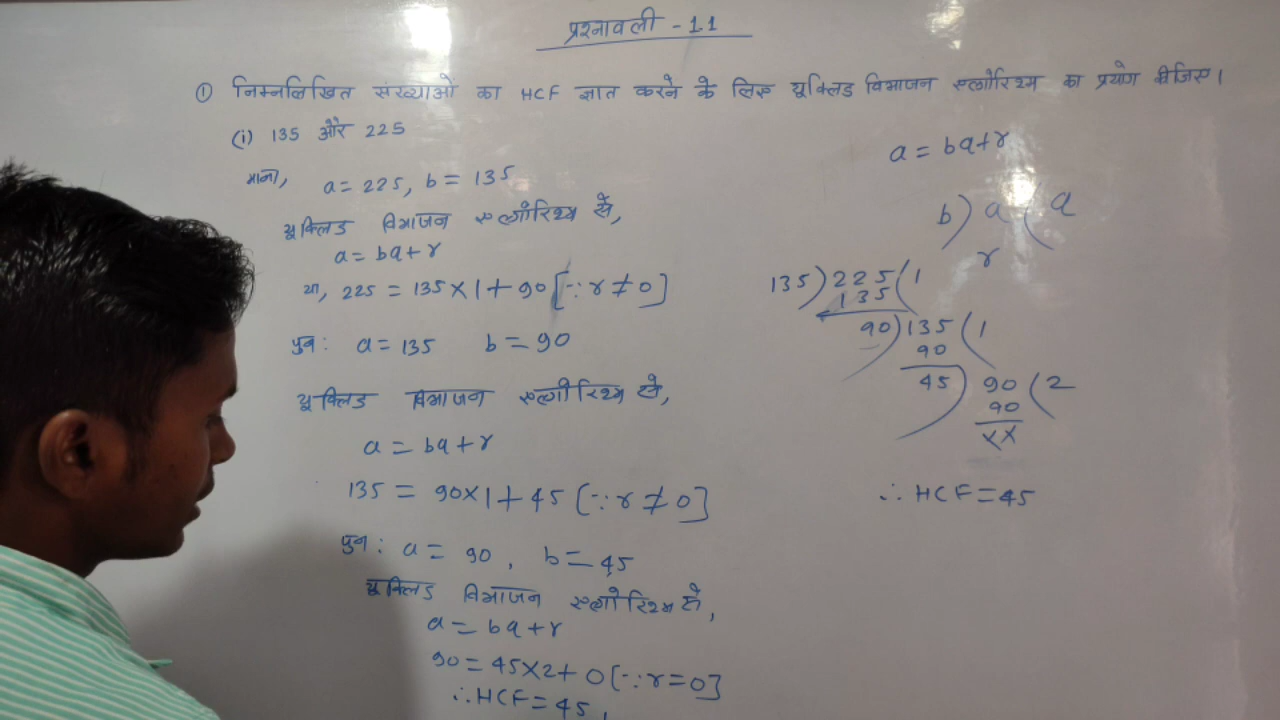 प्रश्नावली - 1.1
① निम्नलिखित संख्याओं का HCF ज्ञात करने के लिए यूक्लिड विभाजन एल्गोरिथ्म का प्रयोग कीजिए।
(i) 135 और 225
माना, a = 225, b = 135
यूक्लिड विभाजन एल्गोरिथ्म से,
a = bq + r
या, 225 = 135 × 1 + 90 [∵ r ≠ 0]
पुनः a = 135 b = 90
यूक्लिड विभाजन एल्गोरिथ्म से,
a = bq + r
135 = 90 × 1 + 45 [∵ r ≠ 0]
पुनः a = 90, b = 45
यूक्लिड विभाजन एल्गोरिथ्म से,
a = bq + r
90 = 45 × 2 + 0 [∵ r = 0]
∴ HCF = 45,
a = bq + r
b ) a ( q
r
135 ) 225 ( 1
135
90 ) 135 ( 1
90
45 ) 90 ( 2
90
××
∴ HCF = 45